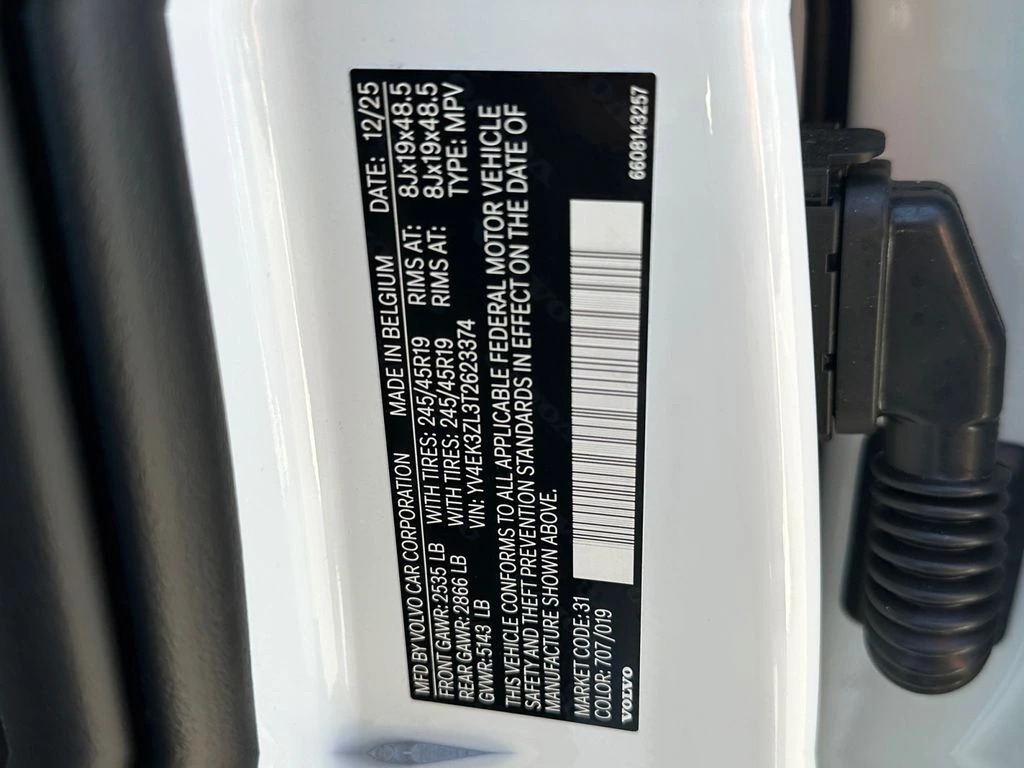 MFD BY VOLVO CAR CORPORATION MADE IN BELGIUM DATE: 12/25
FRONT GAWR: 2535 LB WITH TIRES: 245/45R19 RIMS AT: 8Jx19x48.5
REAR GAWR: 2866 LB WITH TIRES: 245/45R19 RIMS AT: 8Jx19x48.5
GWWR-5143 LB VIN: YV4EK3ZL3T2623374 TYPE: MPV
THIS VEHICLE CONFORMS TO ALL APPLICABLE FEDERAL MOTOR VEHICLE
SAFETY AND THEFT PREVENTION STANDARDS IN EFFECT ON THE DATE OF
MANUFACTURE SHOWN ABOVE.
MARKET CODE:31
COLOR:707/019
VOLVO 6608143257